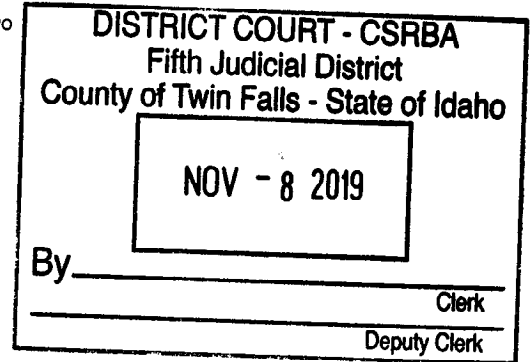 DISTRICT COURT - CSRBA
Fifth Judicial District
County of Twin Falls - State of Idaho
NOV - 8 2019
By
Clerk
Deputy Clerk